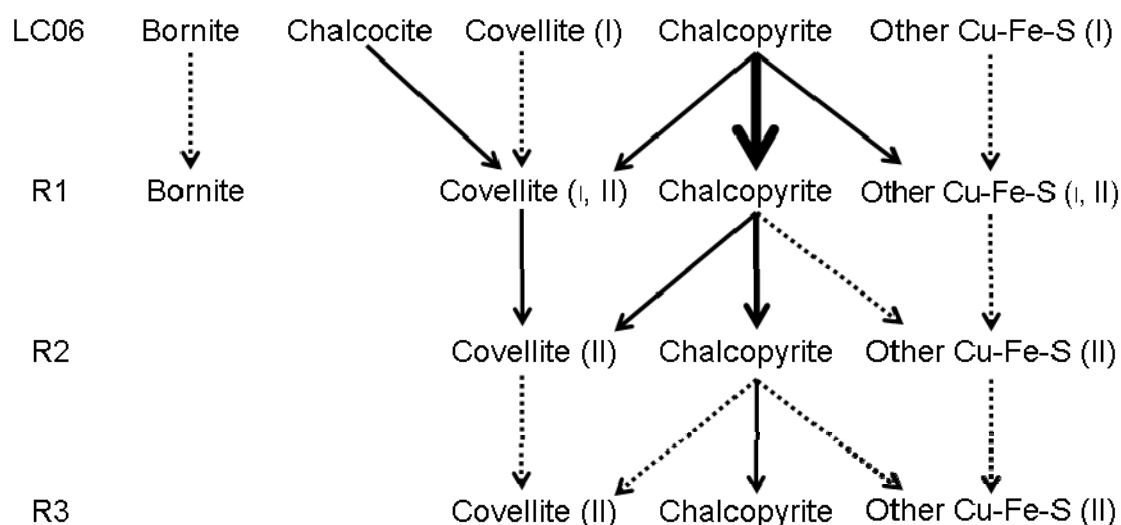 LC06 Bornite Chalcocite Covellite (I) Chalcopyrite Other Cu-Fe-S (I)
R1 Bornite Covellite (I, II) Chalcopyrite Other Cu-Fe-S (I, II)
R2 Covellite (II) Chalcopyrite Other Cu-Fe-S (II)
R3 Covellite (II) Chalcopyrite Other Cu-Fe-S (II)